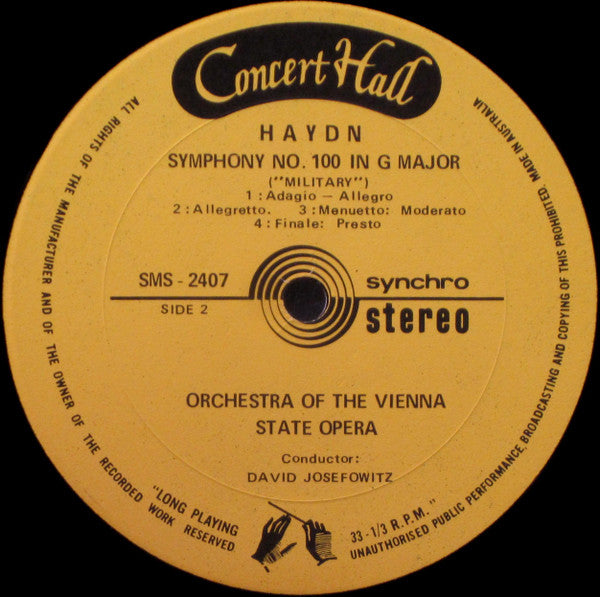 Concert Hall
HAYDN
SYMPHONY NO. 100 IN G MAJOR
("MILITARY")
1 : Adagio – Allegro
2 : Allegretto. 3 : Menuetto: Moderato
4 : Finale: Presto
SMS - 2407
SIDE 2
synchro
stereo
ORCHESTRA OF THE VIENNA
STATE OPERA
Conductor:
DAVID JOSEFOWITZ
ALL RIGHTS OF THE MANUFACTURER AND OF THE OWNER OF THE RECORDED WORK RESERVED
"LONG PLAYING
33 - 1/3 R.P.M."
UNAUTHORISED PUBLIC PERFORMANCE, BROADCASTING AND COPYING OF THIS PROHIBITED. MADE IN AUSTRALIA